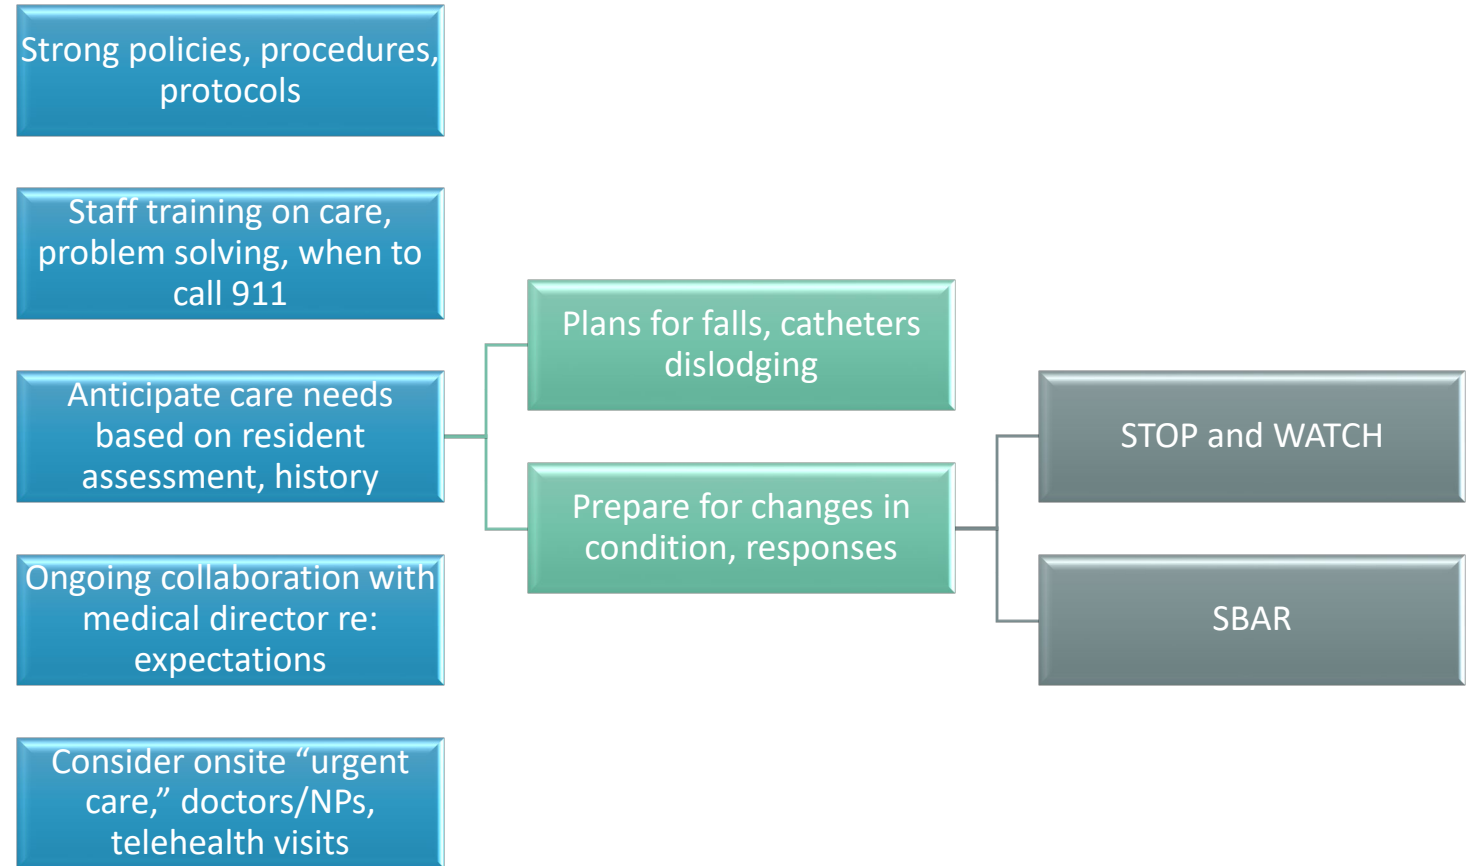 Strong policies, procedures,
protocols
Staff training on care,
problem solving, when to
call 911
Anticipate care needs
based on resident
assessment, history
Ongoing collaboration with
medical director re:
expectations
Consider onsite “urgent
care,” doctors/NPs,
telehealth visits
Plans for falls, catheters
dislodging
Prepare for changes in
condition, responses
STOP and WATCH
SBAR